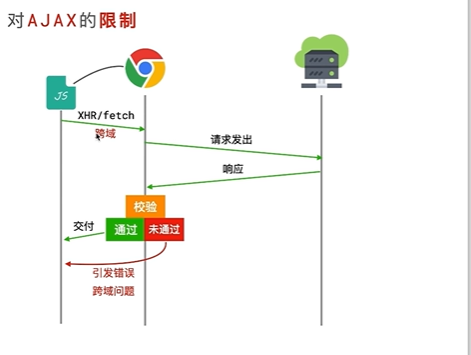 对AJAX的限制
JS
XHR/fetch
跨域
请求发出
响应
校验
交付
通过
未通过
引发错误
跨域问题